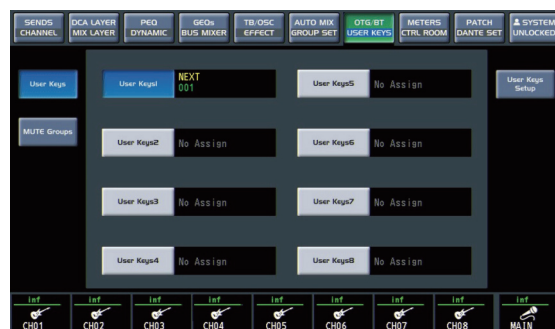 SENDS DCA LAYER PEQ GEQs TB/OSC AUTO MIX OTG/BT METERS PATCH SYSTEM
CHANNEL MIX LAYER DYNAMIC BUS MIXER EFFECT GROUP SET USER KEYS CTRL ROOM DANTE SET UNLOCKED
User Keys
MUTE Groups
User Keys1 NEXT
001
User Keys2 No Assign
User Keys3 No Assign
User Keys4 No Assign
User Keys5 No Assign
User Keys6 No Assign
User Keys7 No Assign
User Keys8 No Assign
User Keys
Setup
inf inf inf inf inf inf inf inf inf
CH01 CH02 CH03 CH04 CH05 CH06 CH07 CH08 MAIN